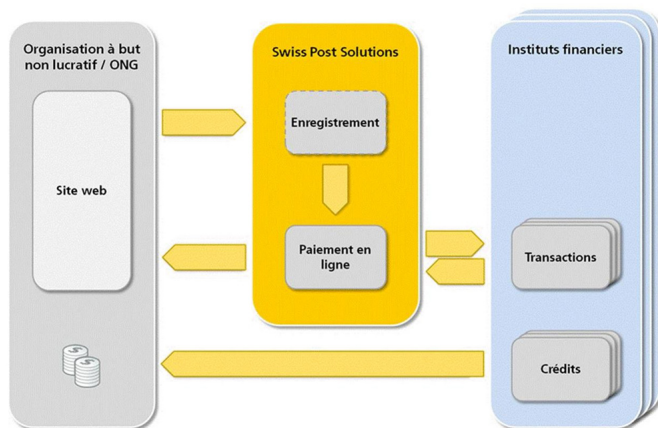 Organisation à but
non lucratif / ONG
Swiss Post Solutions
Instituts financiers
Enregistrement
Site web
Paiement en
ligne
Transactions
Crédits